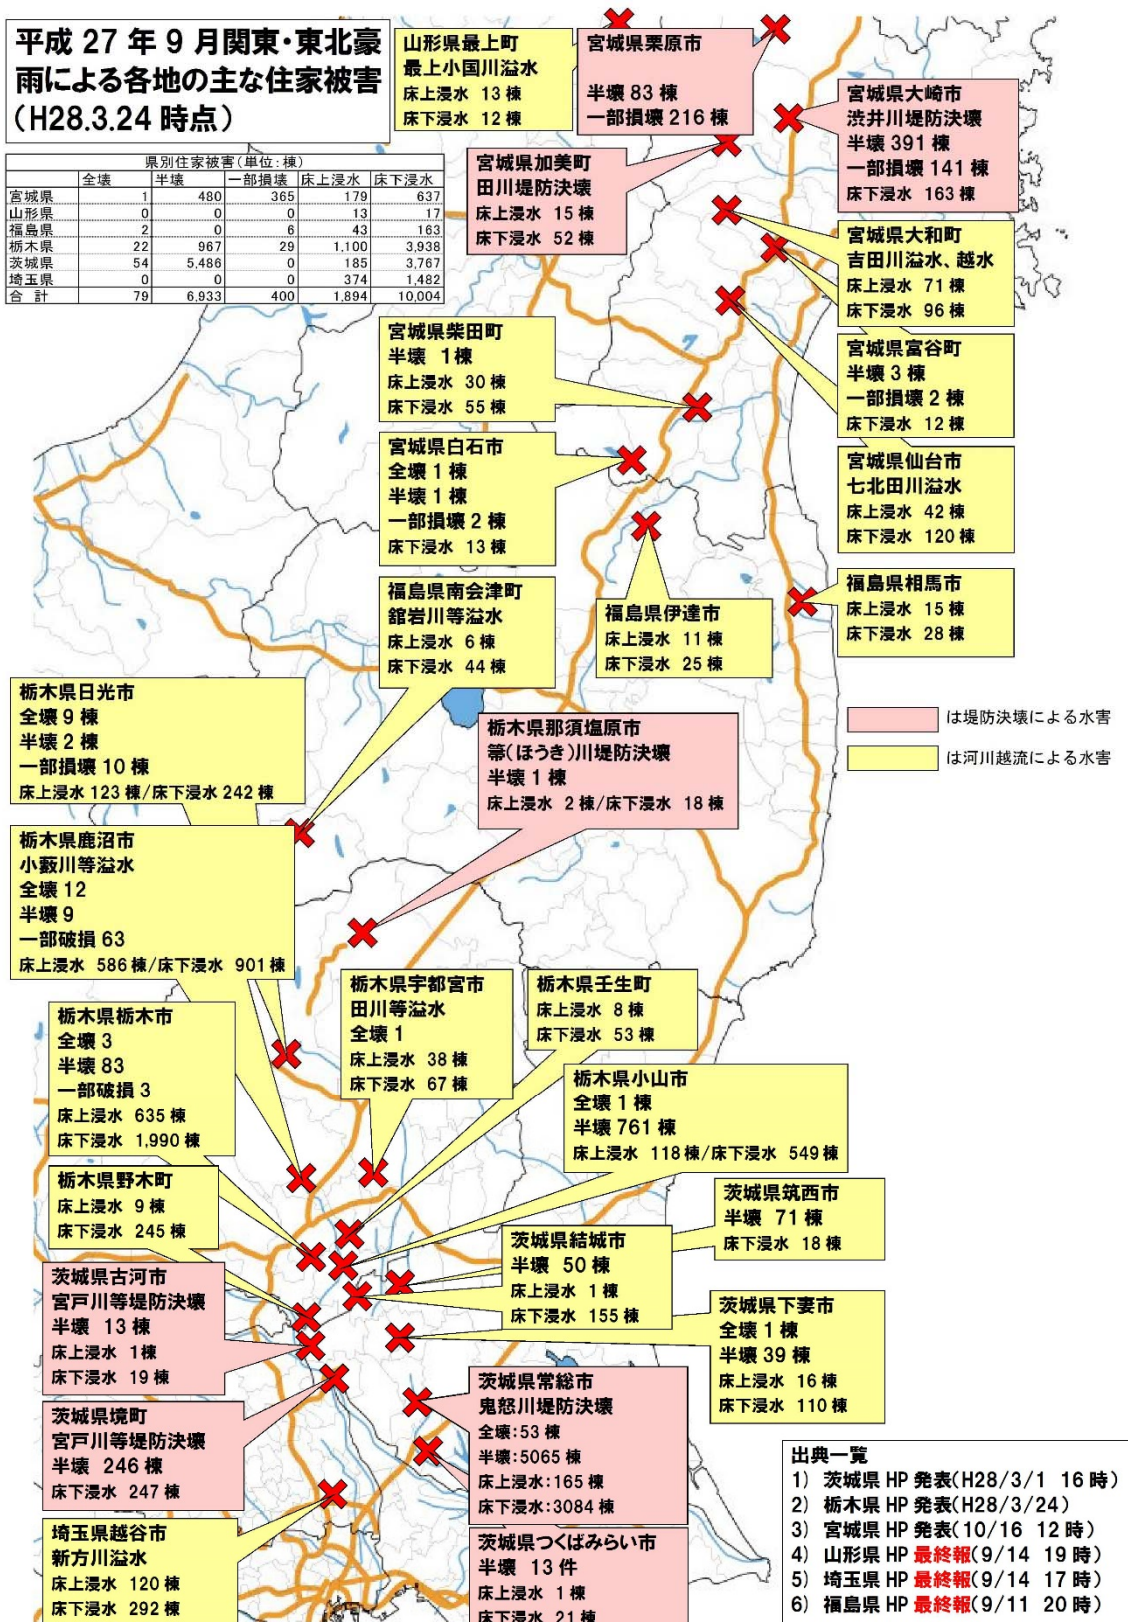 平成 27 年 9 月関東・東北豪
雨による各地の主な住家被害
(H28.3.24 時点)
県別住家被害(単位:棟)
全壊 半壊 一部損壊 床上浸水 床下浸水
宮城県 1 480 365 179 637
山形県 0 0 0 13 17
福島県 2 0 6 43 163
栃木県 22 967 29 1,100 3,938
茨城県 54 5,486 0 185 3,767
埼玉県 0 0 0 374 1,482
合 計 79 6,933 400 1,894 10,004
山形県最上町
最上小国川溢水
床上浸水 13 棟
床下浸水 12 棟
宮城県栗原市
半壊 83 棟
一部損壊 216 棟
宮城県大崎市
渋井川堤防決壊
半壊 391 棟
一部損壊 141 棟
床下浸水 163 棟
宮城県加美町
田川堤防決壊
床上浸水 15 棟
床下浸水 52 棟
宮城県大和町
吉田川溢水、越水
床上浸水 71 棟
床下浸水 96 棟
宮城県柴田町
半壊 1 棟
床上浸水 30 棟
床下浸水 55 棟
宮城県富谷町
半壊 3 棟
一部損壊 2 棟
床下浸水 12 棟
宮城県白石市
全壊 1 棟
半壊 1 棟
一部損壊 2 棟
床下浸水 13 棟
宮城県仙台市
七北田川溢水
床上浸水 42 棟
床下浸水 120 棟
福島県南会津町
舘岩川等溢水
床上浸水 6 棟
床下浸水 44 棟
福島県伊達市
床上浸水 11 棟
床下浸水 25 棟
福島県相馬市
床上浸水 15 棟
床下浸水 28 棟
栃木県日光市
全壊 9 棟
半壊 2 棟
一部損壊 10 棟
床上浸水 123 棟/床下浸水 242 棟
栃木県那須塩原市
箒(ほうき)川堤防決壊
半壊 1 棟
床上浸水 2 棟/床下浸水 18 棟
は堤防決壊による水害
は河川越流による水害
栃木県鹿沼市
小藪川等溢水
全壊 12
半壊 9
一部破損 63
床上浸水 586 棟/床下浸水 901 棟
栃木県宇都宮市
田川等溢水
全壊 1
床上浸水 38 棟
床下浸水 67 棟
栃木県壬生町
床上浸水 8 棟
床下浸水 53 棟
栃木県栃木市
全壊 3
半壊 83
一部破損 3
床上浸水 635 棟
床下浸水 1,990 棟
栃木県小山市
全壊 1 棟
半壊 761 棟
床上浸水 118 棟/床下浸水 549 棟
栃木県野木町
床上浸水 9 棟
床下浸水 245 棟
茨城県筑西市
半壊 71 棟
床下浸水 18 棟
茨城県結城市
半壊 50 棟
床上浸水 1 棟
床下浸水 155 棟
茨城県古河市
宮戸川等堤防決壊
半壊 13 棟
床上浸水 1 棟
床下浸水 19 棟
茨城県下妻市
全壊 1 棟
半壊 39 棟
床上浸水 16 棟
床下浸水 110 棟
茨城県常総市
鬼怒川堤防決壊
全壊:53 棟
半壊:5065 棟
床上浸水:165 棟
床下浸水:3084 棟
茨城県境町
宮戸川等堤防決壊
半壊 246 棟
床下浸水 247 棟
埼玉県越谷市
新方川溢水
床上浸水 120 棟
床下浸水 292 棟
茨城県つくばみらい市
半壊 13 件
床上浸水 1 棟
床下浸水 21 棟
出典一覧
1) 茨城県 HP 発表(H28/3/1 16 時)
2) 栃木県 HP 発表(H28/3/24)
3) 宮城県 HP 発表(10/16 12 時)
4) 山形県 HP 最終報(9/14 19 時)
5) 埼玉県 HP 最終報(9/14 17 時)
6) 福島県 HP 最終報(9/11 20 時)